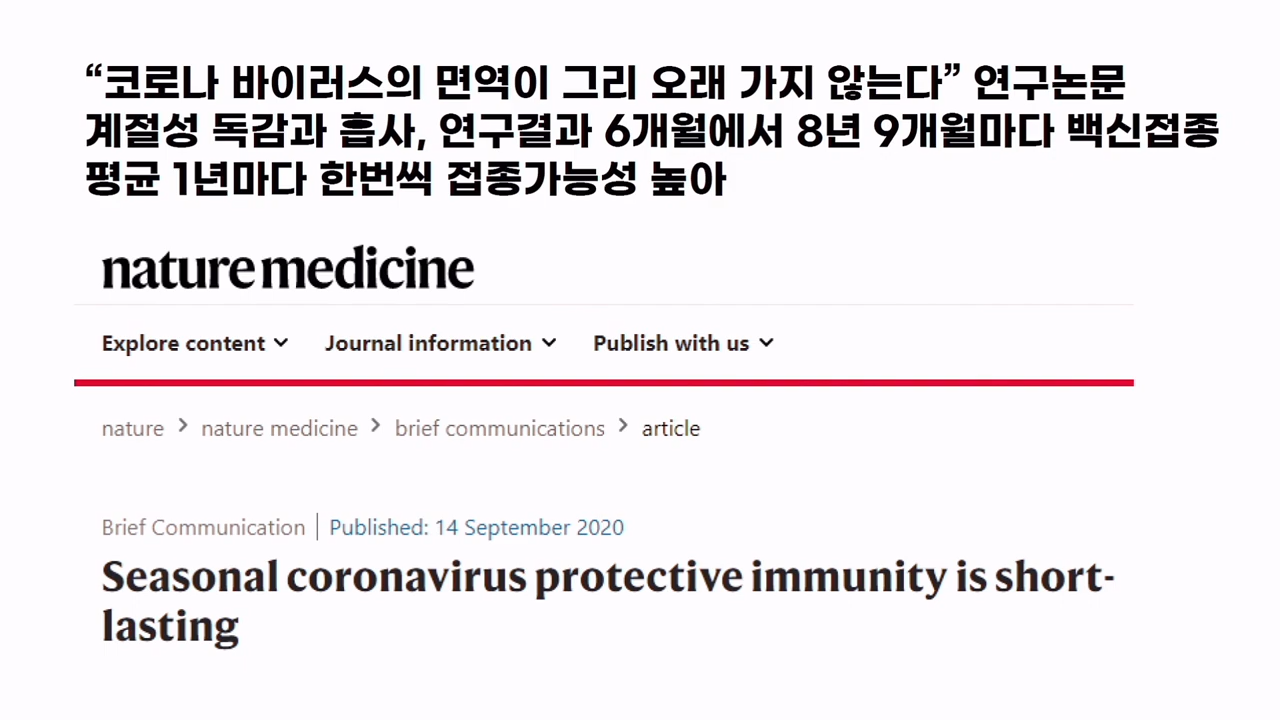 “코로나 바이러스의 면역이 그리 오래 가지 않는다” 연구논문
계절성 독감과 흡사, 연구결과 6개월에서 8년 9개월마다 백신접종
평균 1년마다 한번씩 접종가능성 높아
nature medicine
Explore content Journal information Publish with us
nature > nature medicine > brief communications > article
Brief Communication | Published: 14 September 2020
Seasonal coronavirus protective immunity is short-
lasting